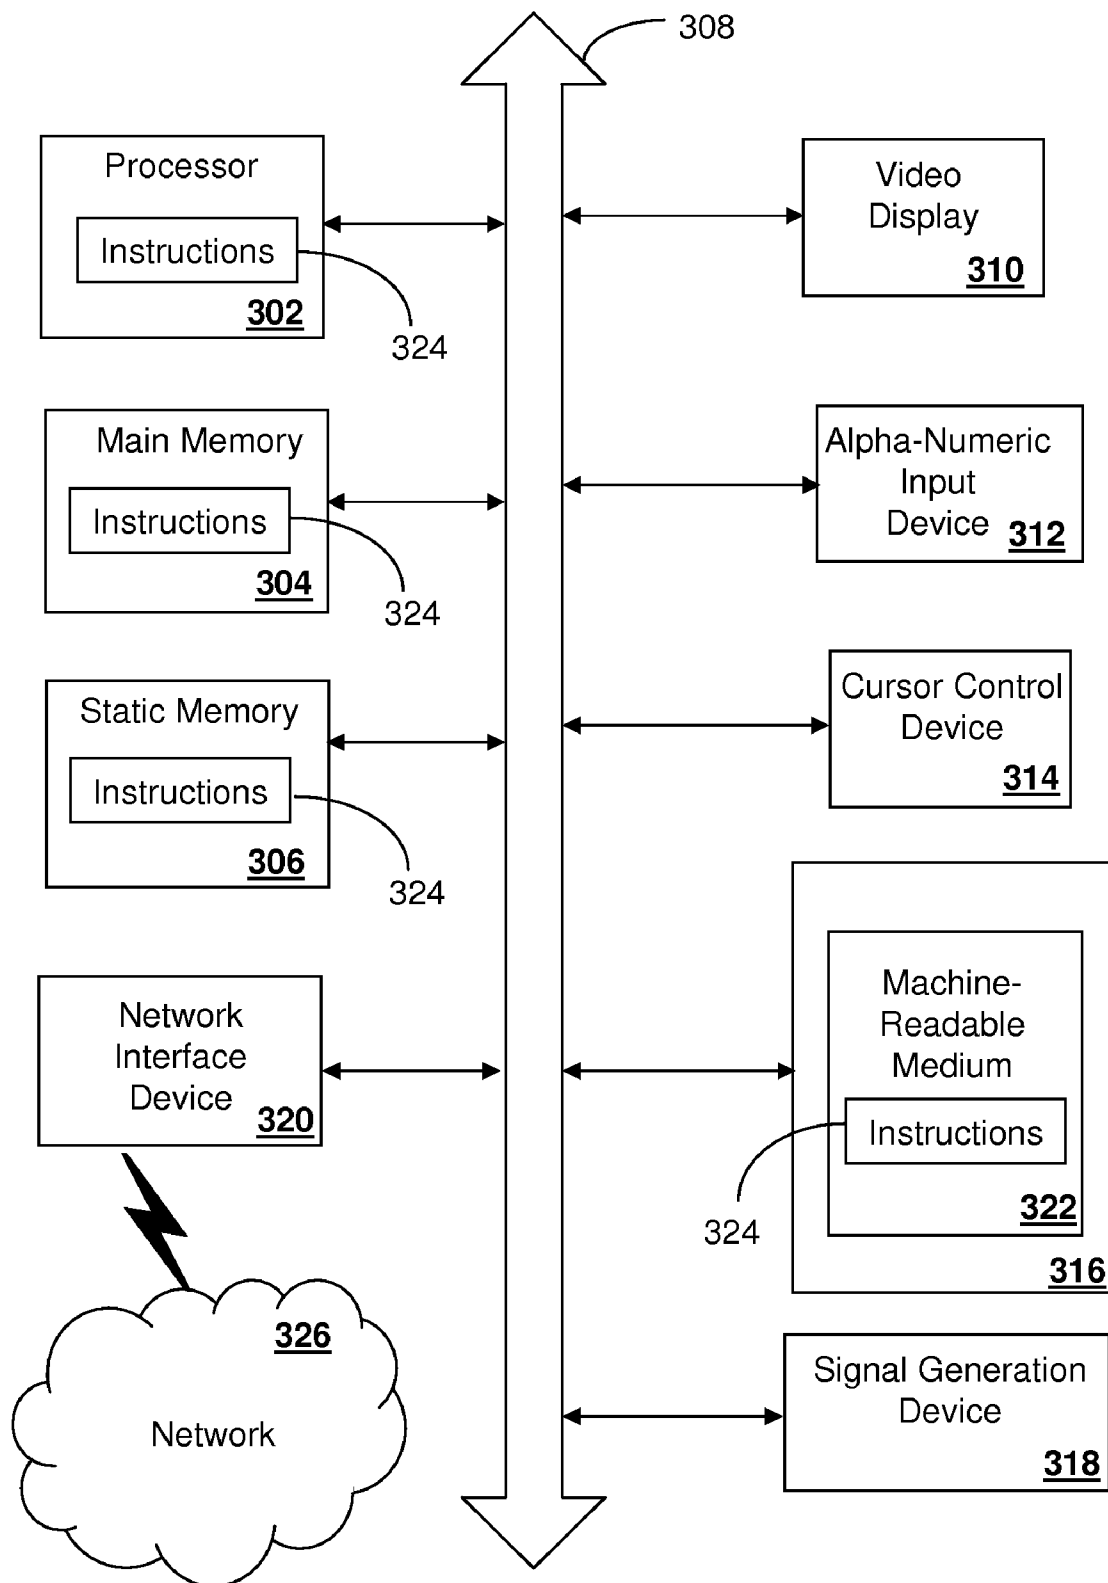 308
Processor
Instructions
302
324
Main Memory
Instructions
304
324
Static Memory
Instructions
306
324
Network
Interface
Device
320
326
Network
Video
Display
310
Alpha-Numeric
Input
Device
312
Cursor Control
Device
314
Machine-
Readable
Medium
Instructions
324
322
316
Signal Generation
Device
318